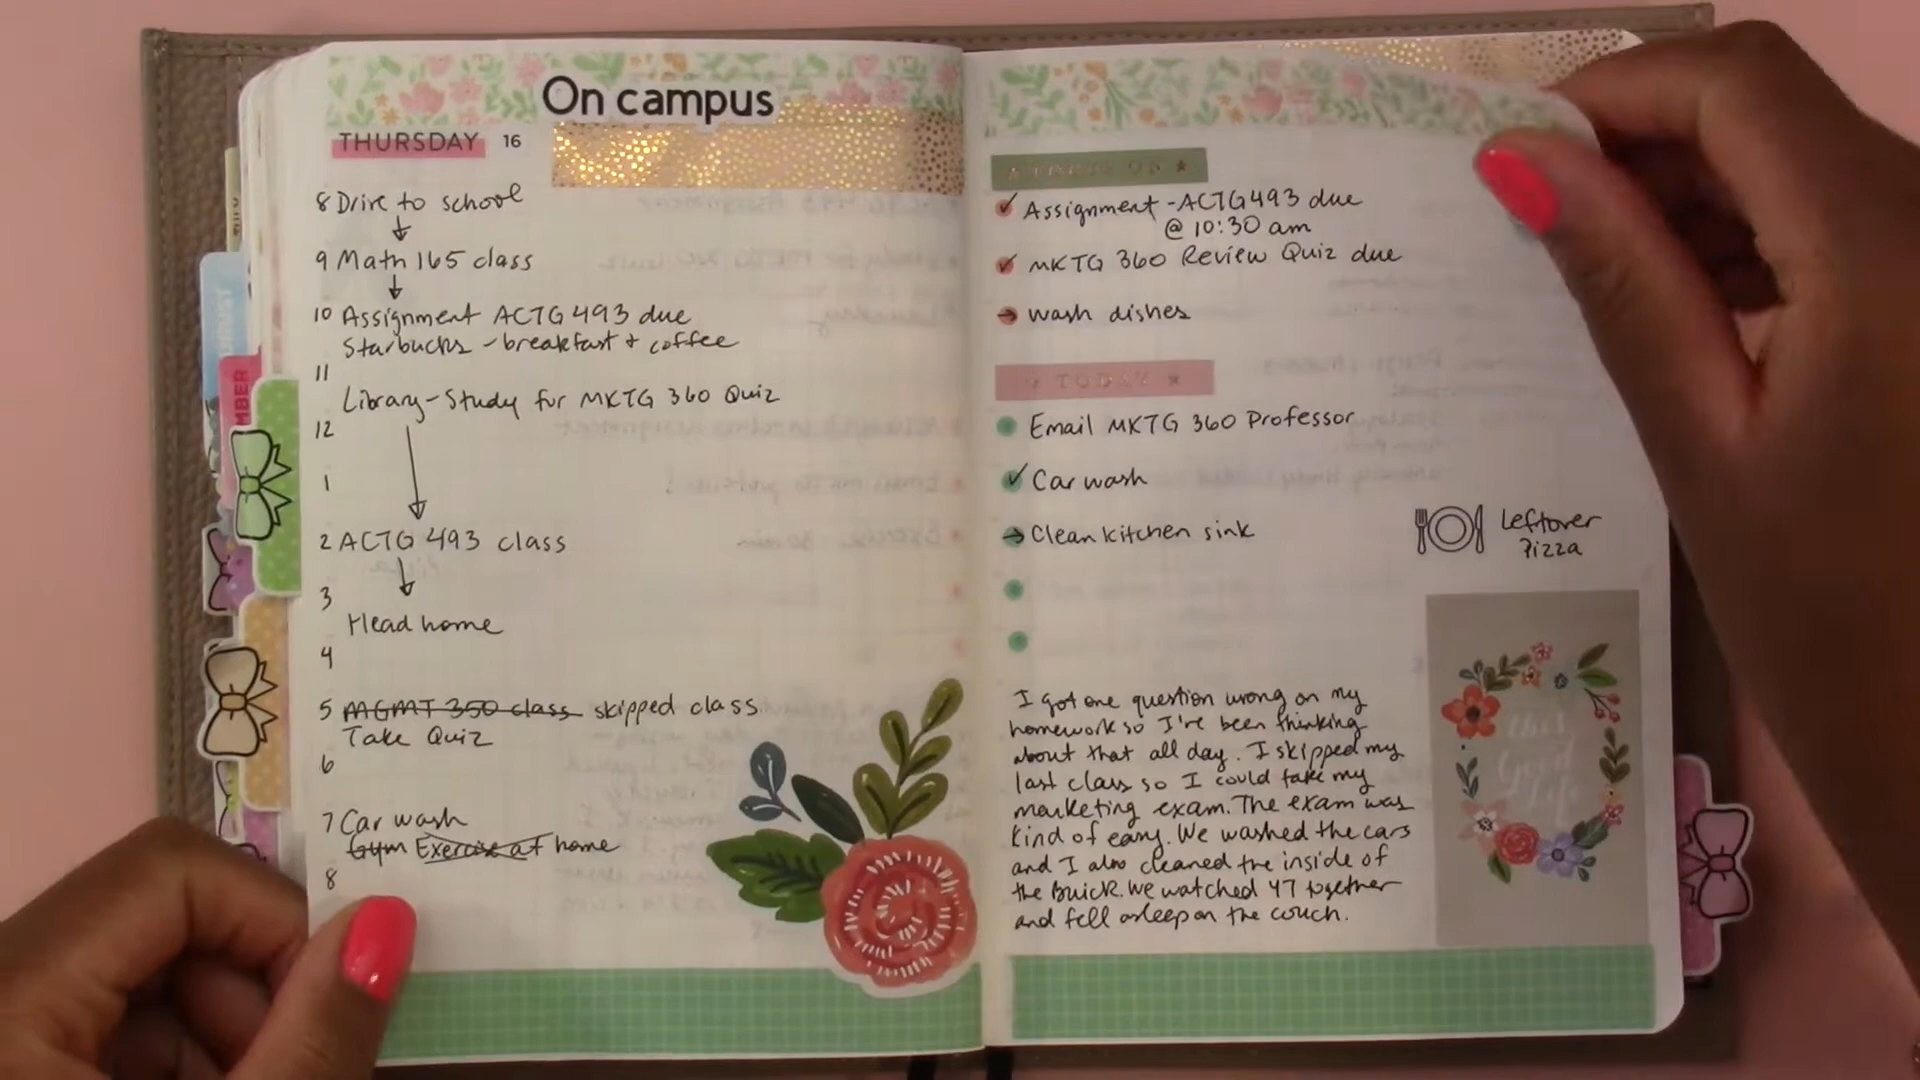 On campus
THURSDAY 16
8 Drive to school
9 Math 165 class
10 Assignment ACTG 493 due
Starbucks - breakfast + coffee
11
Library - Study for MKTG 360 Quiz
12
1
2 ACTG 493 class
3
Head home
4
5 MGMT 350 class skipped class
Take Quiz
6
7 Car wash
Gym Exercise at home
8
Assignment - ACTG 493 due
@ 10:30 am
MKTG 360 Review Quiz due
wash dishes
TODAY
Email MKTG 360 Professor
Car wash
Clean kitchen sink
Leftover
Pizza
I got one question wrong on my
homework so I've been thinking
about that all day. I skipped my
last class so I could take my
marketing exam. The exam was
kind of easy. We washed the cars
and I also cleaned the inside of
the Buick. We watched 47 together
and fell asleep on the couch.
this
Good
Life